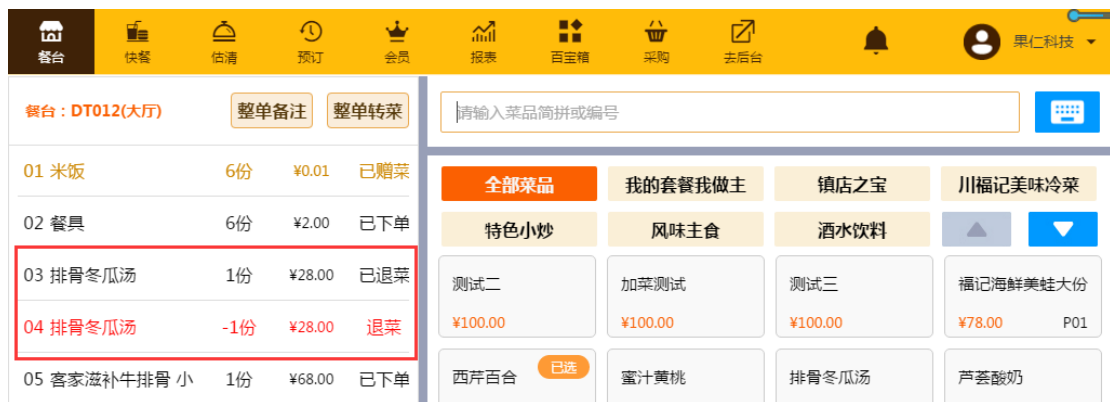 餐台 快餐 估清 预订 会员 报表 百宝箱 采购 去后台 果仁科技
餐台：DT012(大厅) 整单备注 整单转菜
请输入菜品简拼或编号
01 米饭 6份 ¥0.01 已赠菜
02 餐具 6份 ¥2.00 已下单
03 排骨冬瓜汤 1份 ¥28.00 已退菜
04 排骨冬瓜汤 -1份 ¥28.00 退菜
05 客家滋补牛排骨 小 1份 ¥68.00 已下单
全部菜品 我的套餐我做主 镇店之宝 川福记美味冷菜
特色小炒 风味主食 酒水饮料
测试二 加菜测试 测试三 福记海鲜美蛙大份
¥100.00 ¥100.00 ¥100.00 ¥78.00 P01
西芹百合 已选 蜜汁黄桃 排骨冬瓜汤 芦荟酸奶